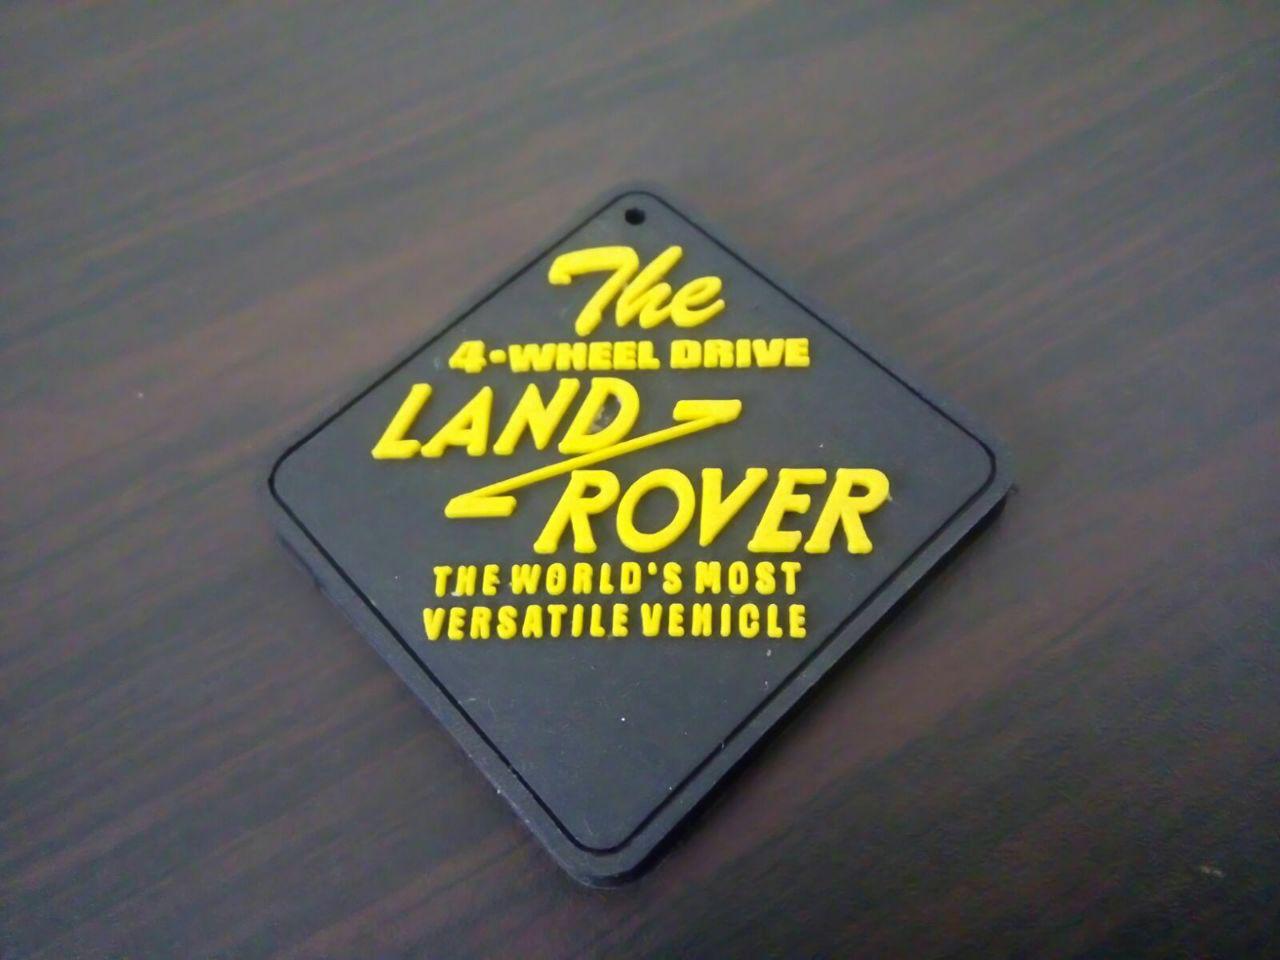 The
4-WHEEL DRIVE
LAND
ROVER
THE WORLD'S MOST
VERSATILE VEHICLE